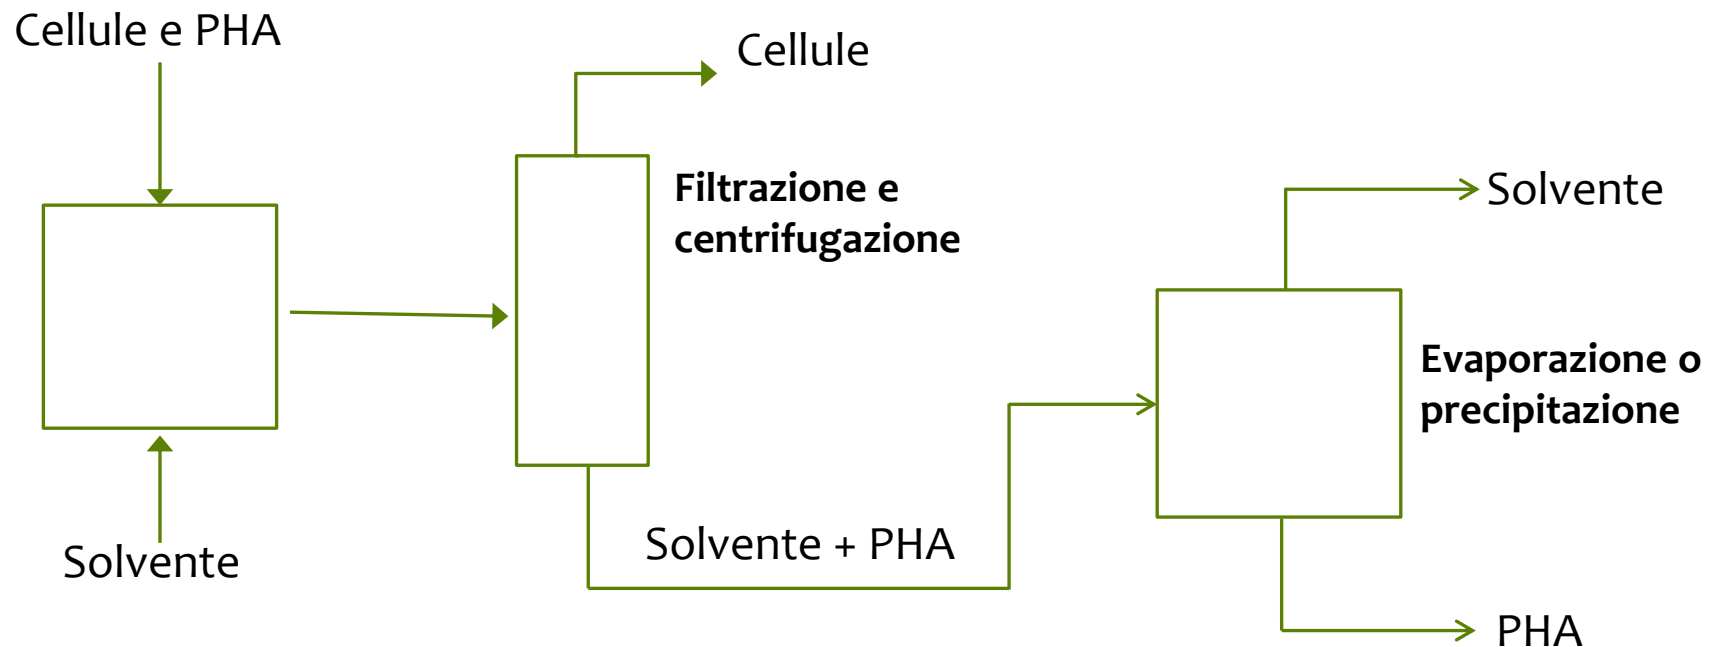 Cellule e PHA
Cellule
Filtrazione e
centrifugazione
Solvente
Evaporazione o
precipitazione
Solvente + PHA
Solvente
PHA